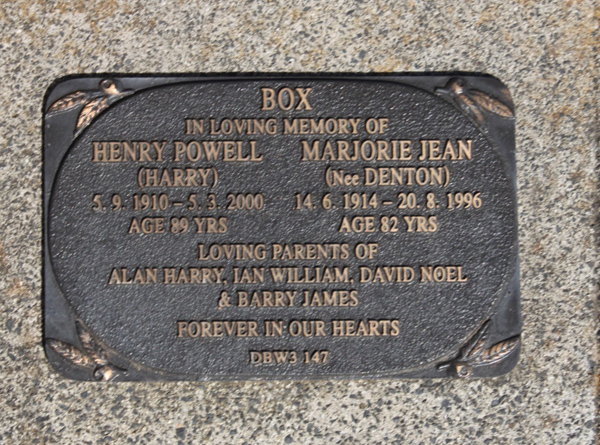 BOX
IN LOVING MEMORY OF
HENRY POWELL MARJORIE JEAN
(HARRY) (Nee DENTON)
5. 9. 1910 – 5. 3. 2000 14. 6. 1914 – 20. 8. 1996
AGE 89 YRS AGE 82 YRS
LOVING PARENTS OF
ALAN HARRY, IAN WILLIAM, DAVID NOEL
& BARRY JAMES
FOREVER IN OUR HEARTS
DBW3 147